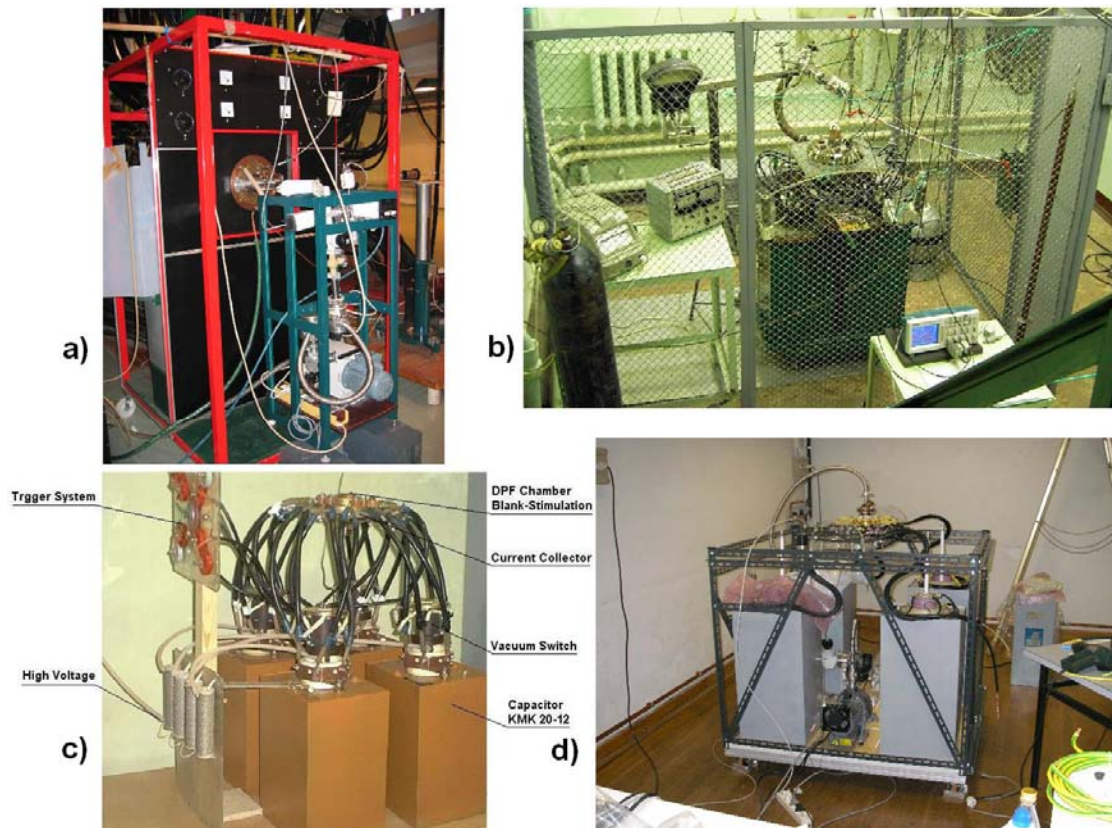 a)
b)
Trgger System
DPF Chamber
Blank-Stimulation
Current Collector
Vacuum Switch
High Voltage
Capacitor
KMK 20-12
c)
d)